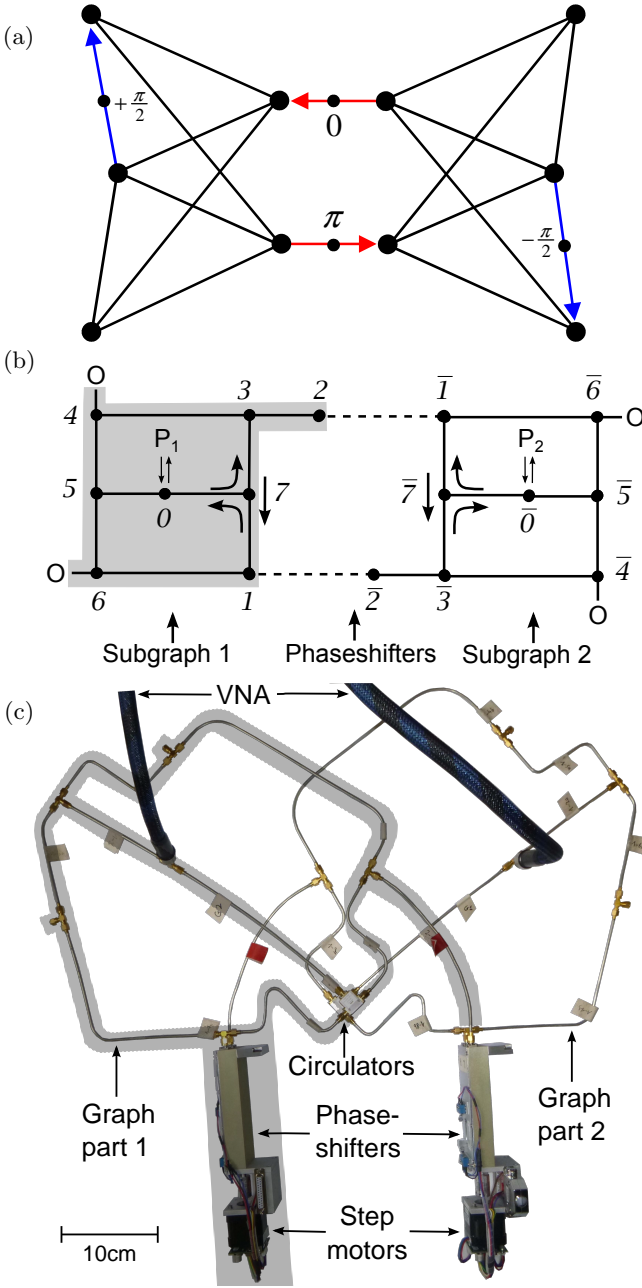 (a)
+π/2
0
π
−π/2
(b)
O
4 3 2 1̅ 6̅
O
P₁ P₂
5 0 7 7̅ 0̅ 5̅
O
6 1 2̅ 3̅ 4̅
O
Subgraph 1 Phaseshifters Subgraph 2
(c)
VNA
Circulators
Graph part 1
Graph part 2
Phase-
shifters
Step
motors
10cm